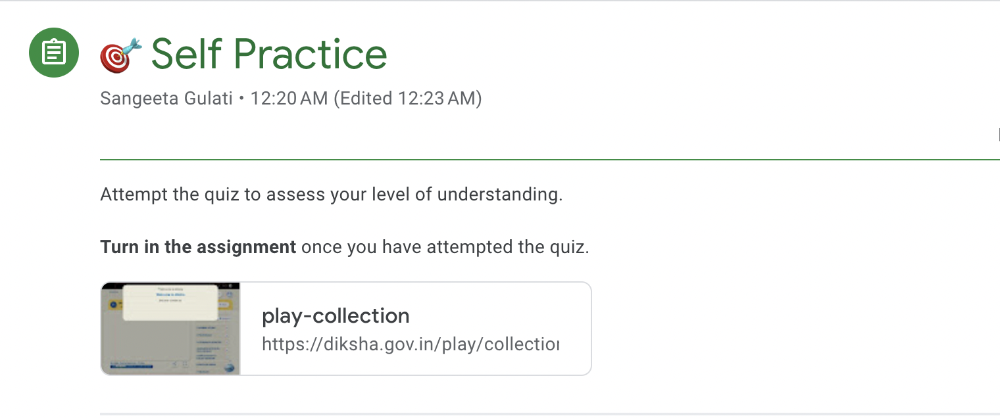 Self Practice
Sangeeta Gulati • 12:20 AM (Edited 12:23 AM)
Attempt the quiz to assess your level of understanding.
Turn in the assignment once you have attempted the quiz.
play-collection
https://diksha.gov.in/play/collection